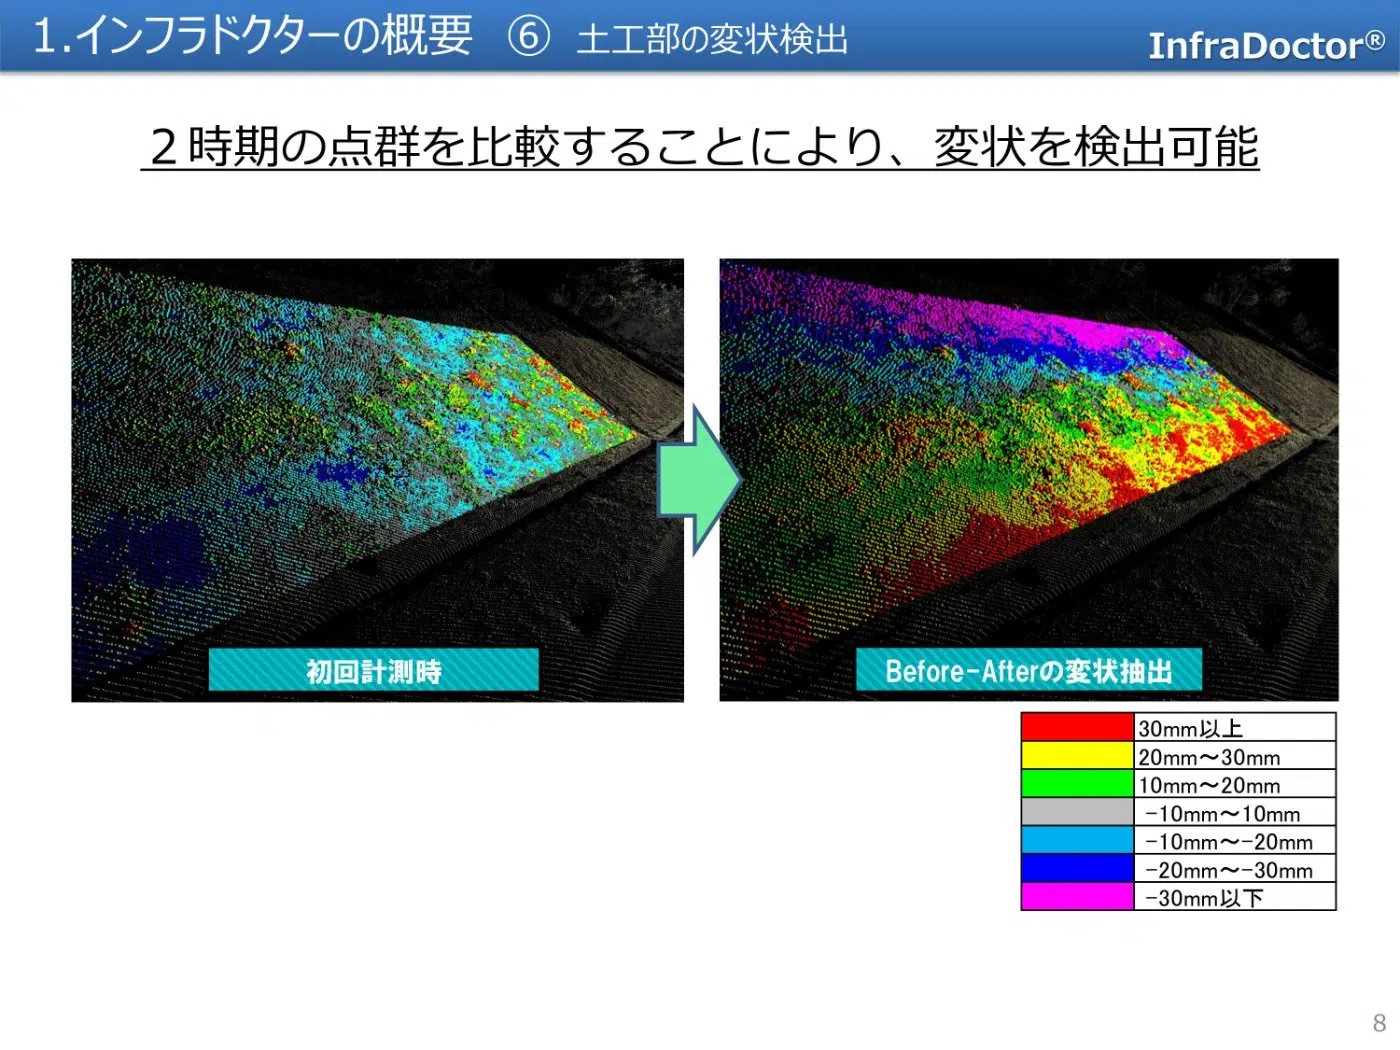 1.インフラドクターの概要 ⑥ 土工部の変状検出
InfraDoctor®
２時期の点群を比較することにより、変状を検出可能
初回計測時
Before-Afterの変状抽出
30mm以上
20mm～30mm
10mm～20mm
-10mm～10mm
-10mm～-20mm
-20mm～-30mm
-30mm以下
8